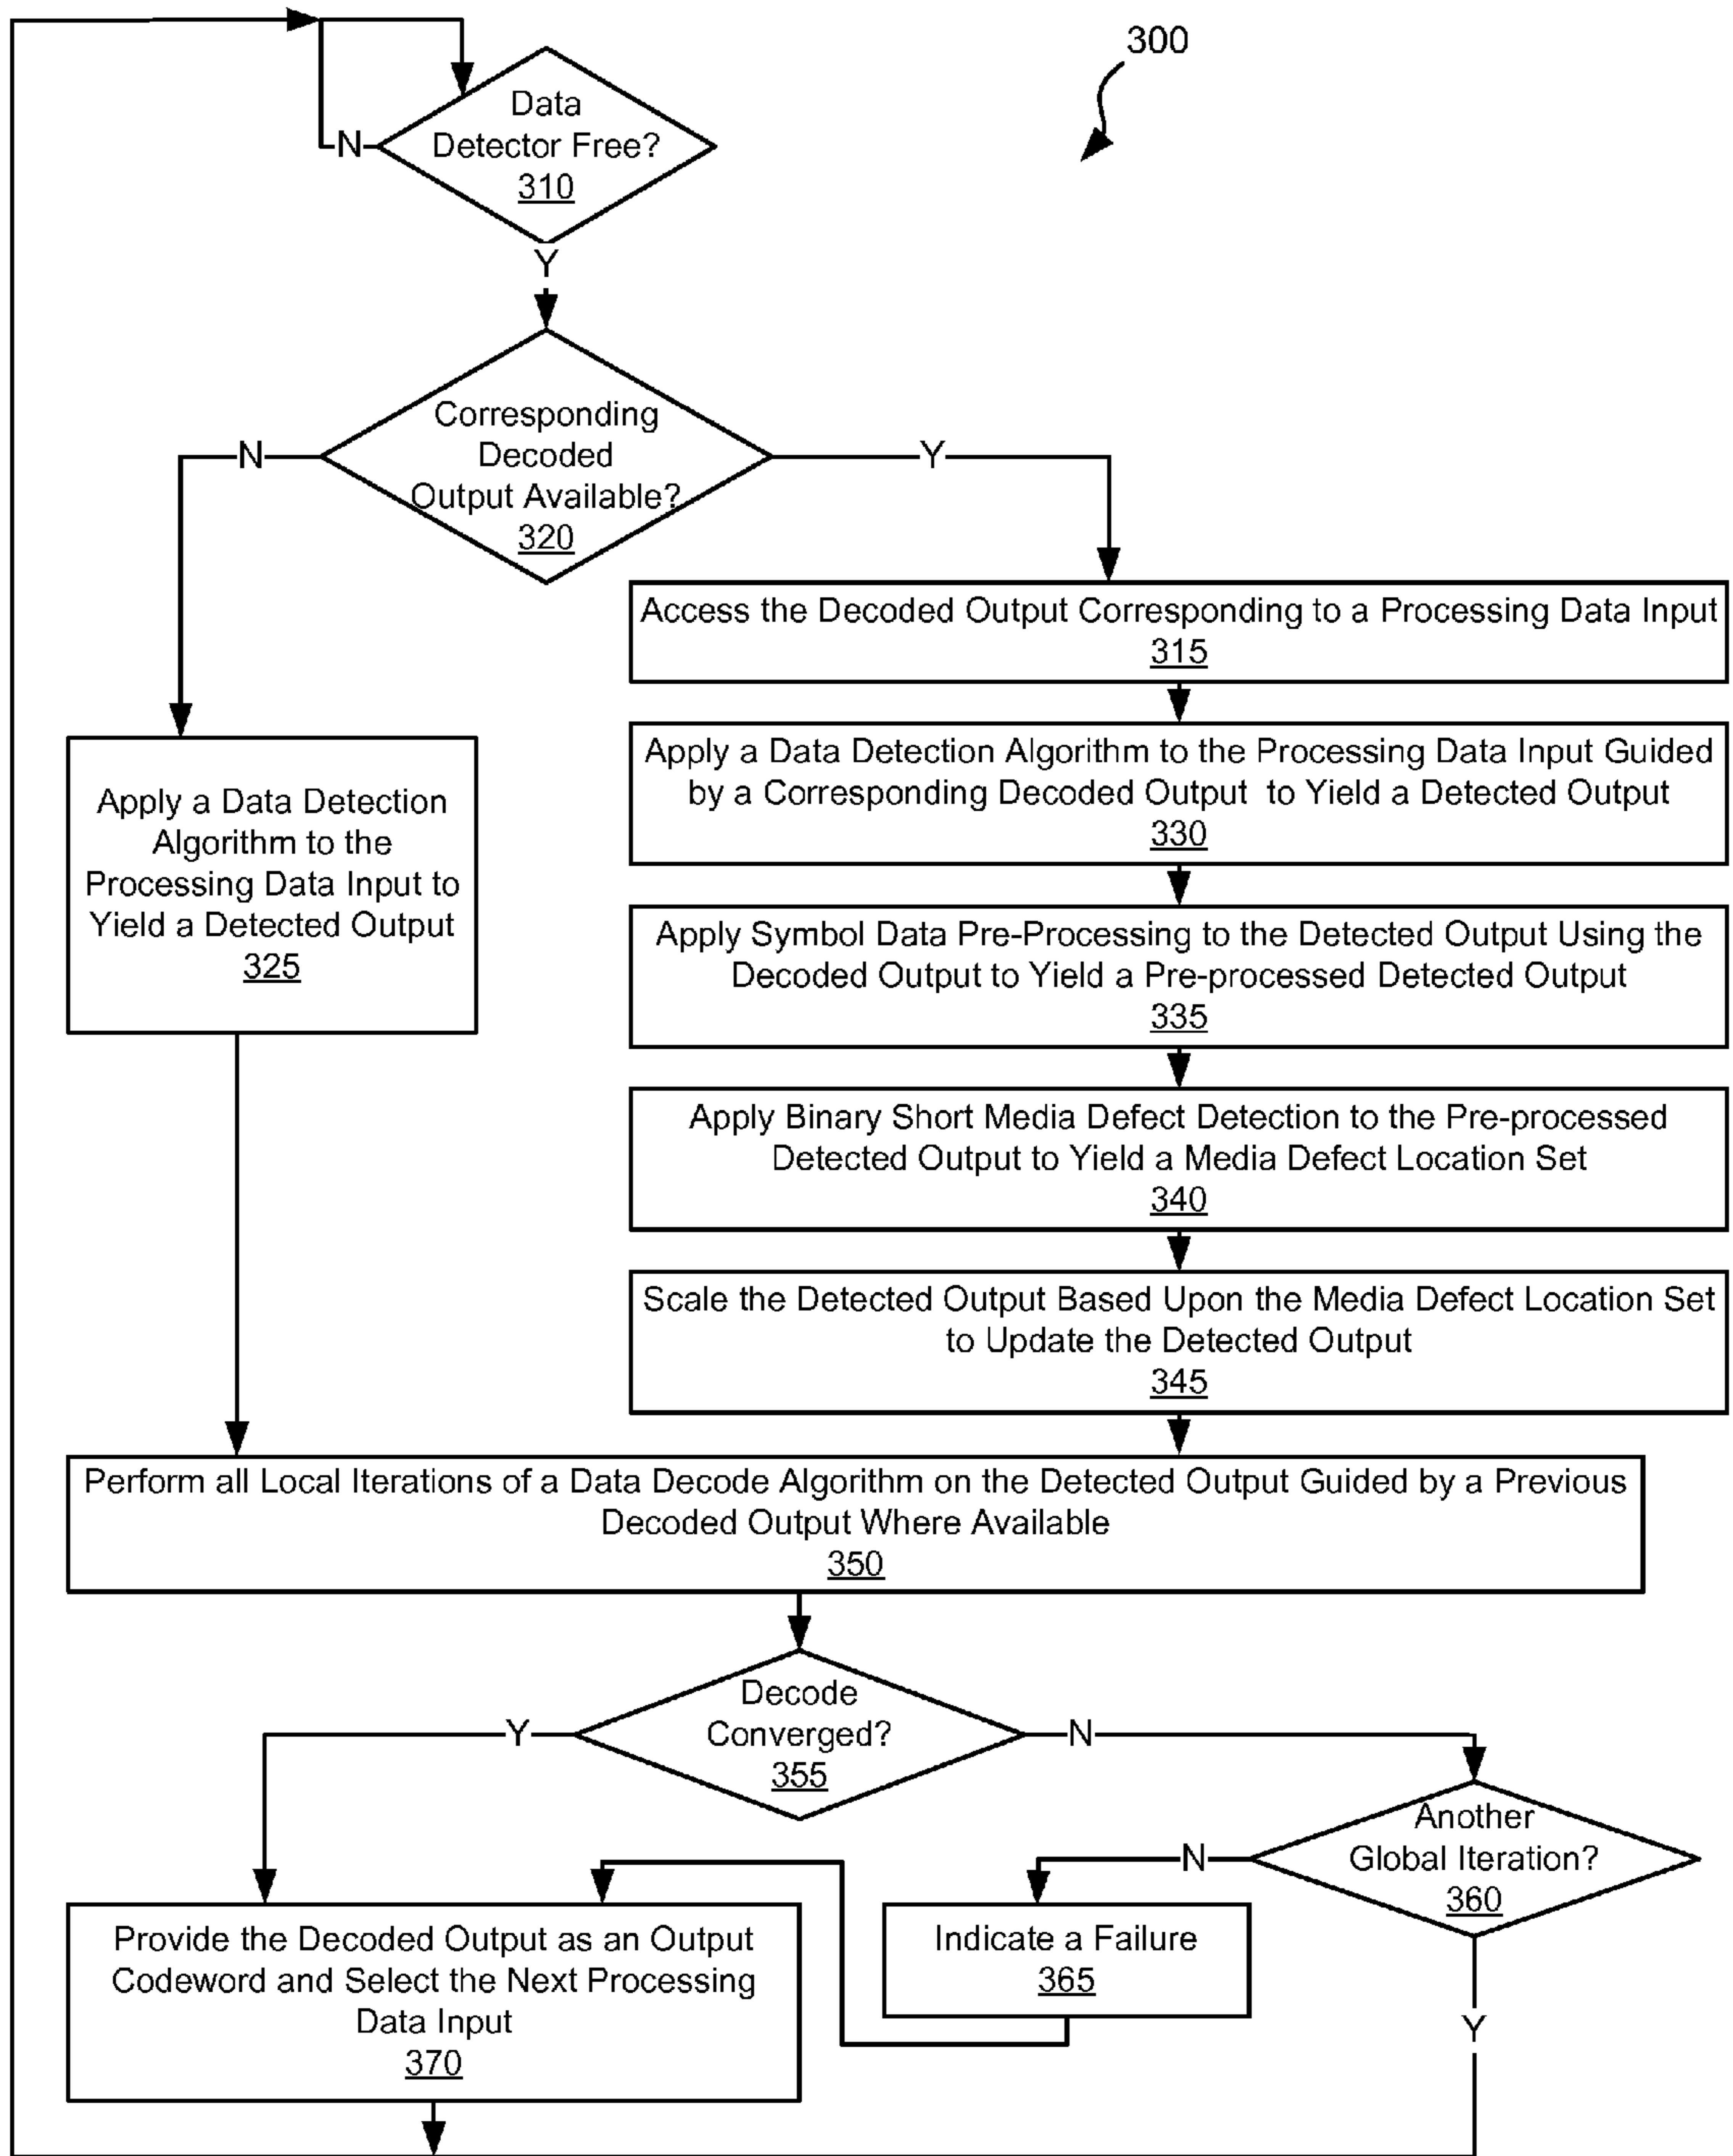 300
Data
Detector Free?
310
N
Y
Corresponding
Decoded
Output Available?
320
N
Y
Access the Decoded Output Corresponding to a Processing Data Input
315
Apply a Data Detection Algorithm to the Processing Data Input Guided
by a Corresponding Decoded Output to Yield a Detected Output
330
Apply a Data Detection
Algorithm to the
Processing Data Input to
Yield a Detected Output
325
Apply Symbol Data Pre-Processing to the Detected Output Using the
Decoded Output to Yield a Pre-processed Detected Output
335
Apply Binary Short Media Defect Detection to the Pre-processed
Detected Output to Yield a Media Defect Location Set
340
Scale the Detected Output Based Upon the Media Defect Location Set
to Update the Detected Output
345
Perform all Local Iterations of a Data Decode Algorithm on the Detected Output Guided by a Previous
Decoded Output Where Available
350
Decode
Converged?
355
Y
N
Another
Global Iteration?
360
N
Y
Indicate a Failure
365
Provide the Decoded Output as an Output
Codeword and Select the Next Processing
Data Input
370